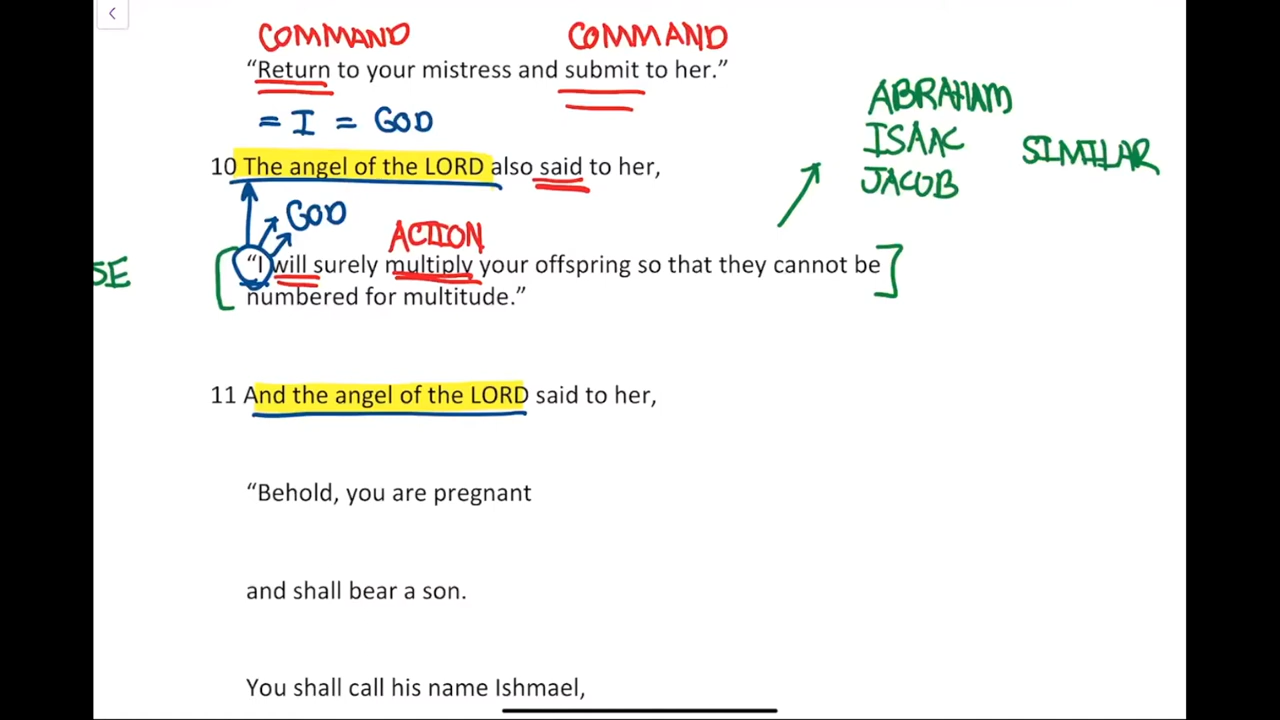 COMMAND COMMAND
“Return to your mistress and submit to her.”
= I = GOD
ABRAHAM
ISAAC SIMILAR
JACOB
10 The angel of the LORD also said to her,
GOD
ACTION
SE “I will surely multiply your offspring so that they cannot be
numbered for multitude.”
11 And the angel of the LORD said to her,
“Behold, you are pregnant
and shall bear a son.
You shall call his name Ishmael,